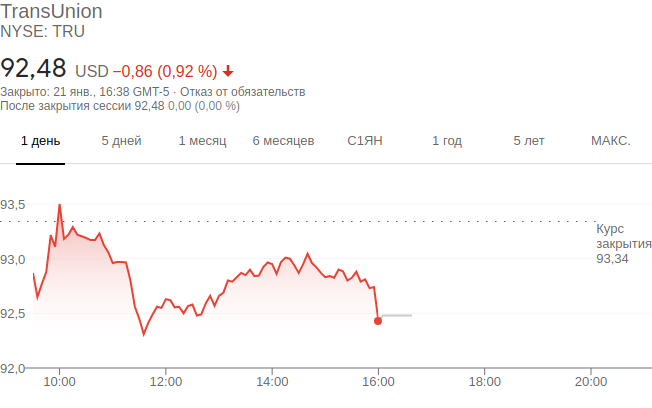 TransUnion
NYSE: TRU
92,48 USD −0,86 (0,92 %)
Закрыто: 21 янв., 16:38 GMT-5 · Отказ от обязательств
После закрытия сессии 92,48 0,00 (0,00 %)
1 день 5 дней 1 месяц 6 месяцев С1ЯН 1 год 5 лет МАКС.
93,5
Курс
закрытия
93,34
93,0
92,5
92,0
10:00 12:00 14:00 16:00 18:00 20:00